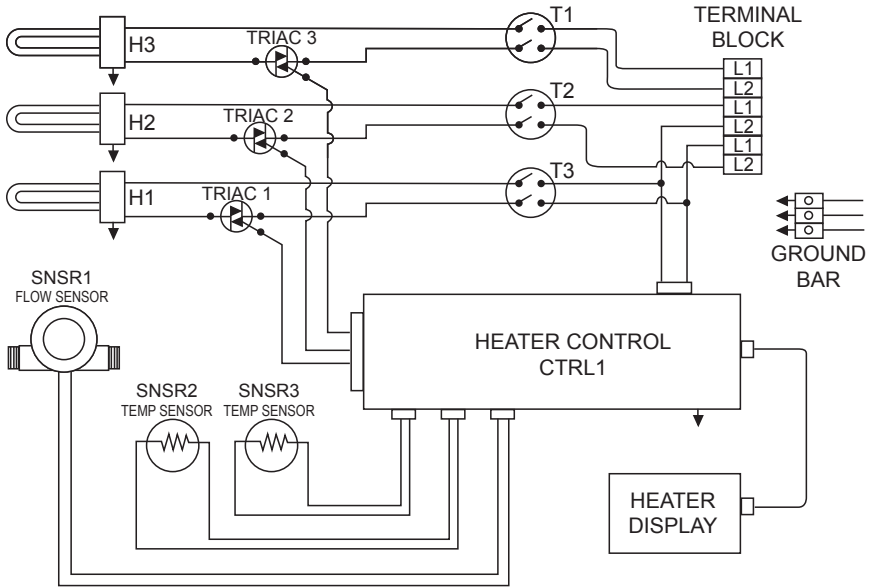 T1
TERMINAL
BLOCK
TRIAC 3
H3
L1
L2
T2
L1
TRIAC 2
H2
L2
L1
L2
T3
TRIAC 1
H1
GROUND
BAR
SNSR1
FLOW SENSOR
HEATER CONTROL
CTRL1
SNSR2
TEMP SENSOR
SNSR3
TEMP SENSOR
HEATER
DISPLAY